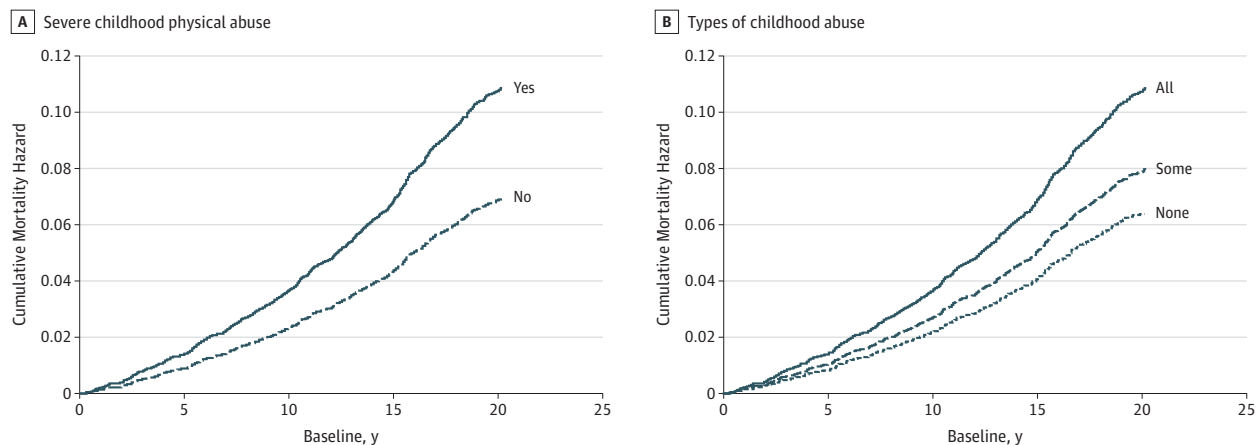 A Severe childhood physical abuse
0.12
0.10
0.08
0.06
0.04
0.02
0
Cumulative Mortality Hazard
Yes
No
0 5 10 15 20 25
Baseline, y
B Types of childhood abuse
0.12
0.10
0.08
0.06
0.04
0.02
0
Cumulative Mortality Hazard
All
Some
None
0 5 10 15 20 25
Baseline, y